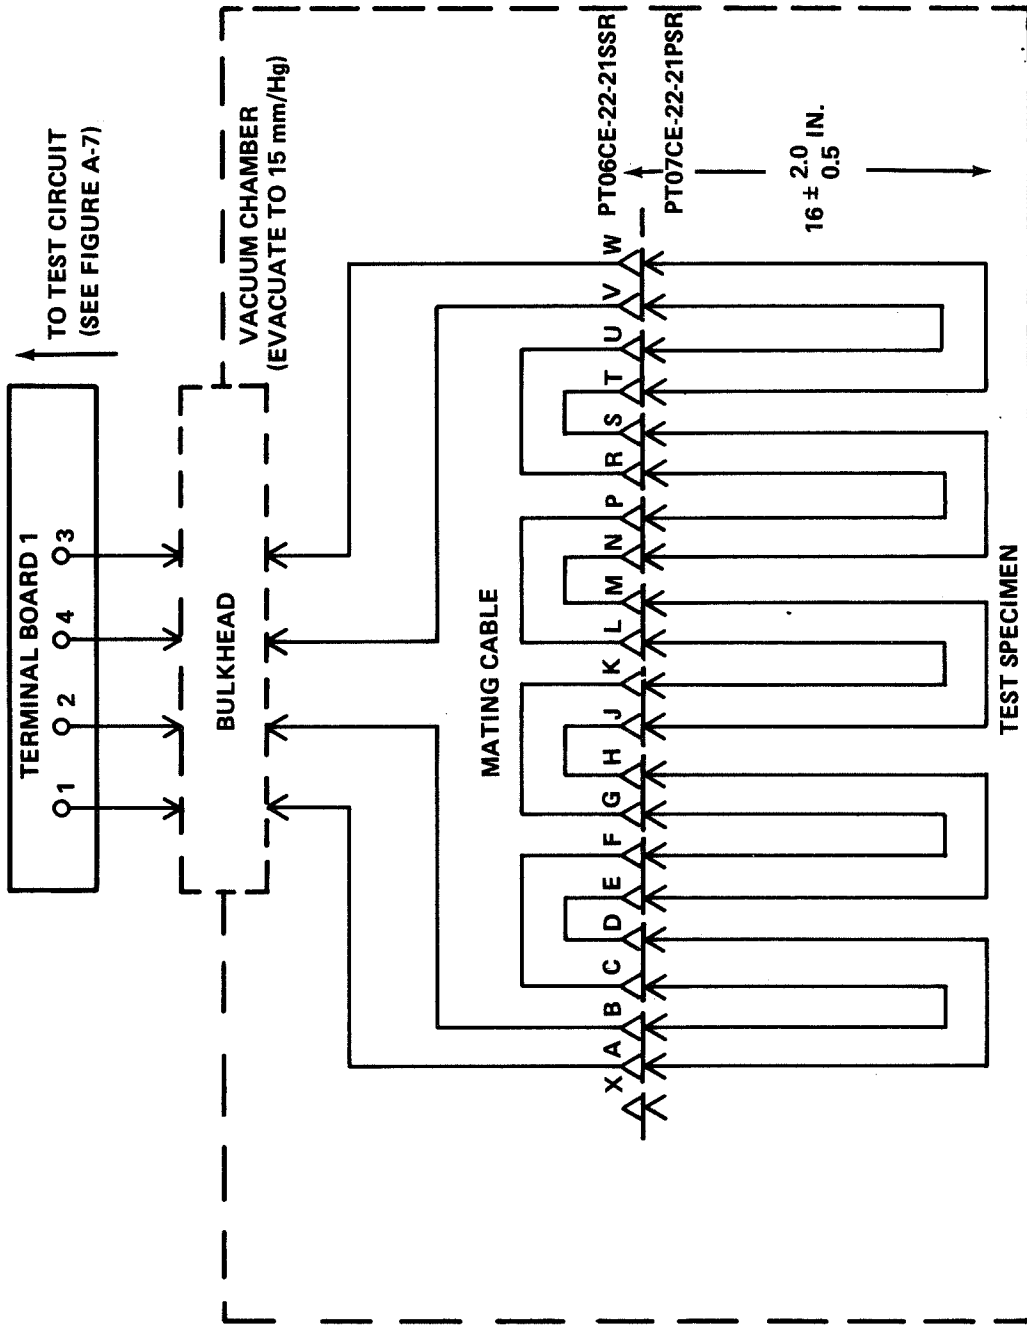 TO TEST CIRCUIT
(SEE FIGURE A-7)
TERMINAL BOARD 1
1 2 4 3
BULKHEAD
VACUUM CHAMBER
(EVACUATE TO 15 mm/Hg)
MATING CABLE
PT06CE-22-21SSR
X A B C D E F G H J K L M N P R S T U V W
PT07CE-22-21PSR
16 ± 2.0 IN.
0.5
TEST SPECIMEN